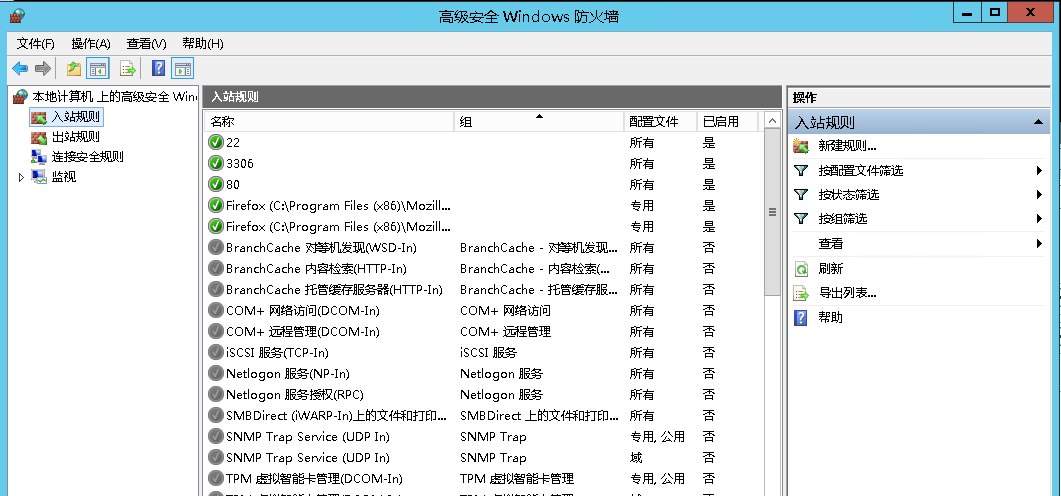 高级安全 Windows 防火墙
文件(F) 操作(A) 查看(V) 帮助(H)
本地计算机 上的高级安全 Win
入站规则
出站规则
连接安全规则
监视
入站规则
名称 组 配置文件 已启用
22 所有 是
3306 所有 是
80 所有 是
Firefox (C:\Program Files (x86)\Mozill... 专用 是
Firefox (C:\Program Files (x86)\Mozill... 专用 是
BranchCache 对等机发现(WSD-In) BranchCache - 对等机发现... 所有 否
BranchCache 内容检索(HTTP-In) BranchCache - 内容检索(... 所有 否
BranchCache 托管缓存服务器(HTTP-In) BranchCache - 托管缓存服... 所有 否
COM+ 网络访问(DCOM-In) COM+ 网络访问 所有 否
COM+ 远程管理(DCOM-In) COM+ 远程管理 所有 否
iSCSI 服务(TCP-In) iSCSI 服务 所有 否
Netlogon 服务(NP-In) Netlogon 服务 所有 否
Netlogon 服务授权(RPC) Netlogon 服务 所有 否
SMBDirect (iWARP-In)上的文件和打印... SMBDirect 上的文件和打印... 所有 否
SNMP Trap Service (UDP In) SNMP Trap 专用, 公用 否
SNMP Trap Service (UDP In) SNMP Trap 域 否
TPM 虚拟智能卡管理(DCOM-In) TPM 虚拟智能卡管理 专用, 公用 否
操作
入站规则
新建规则...
按配置文件筛选
按状态筛选
按组筛选
查看
刷新
导出列表...
帮助